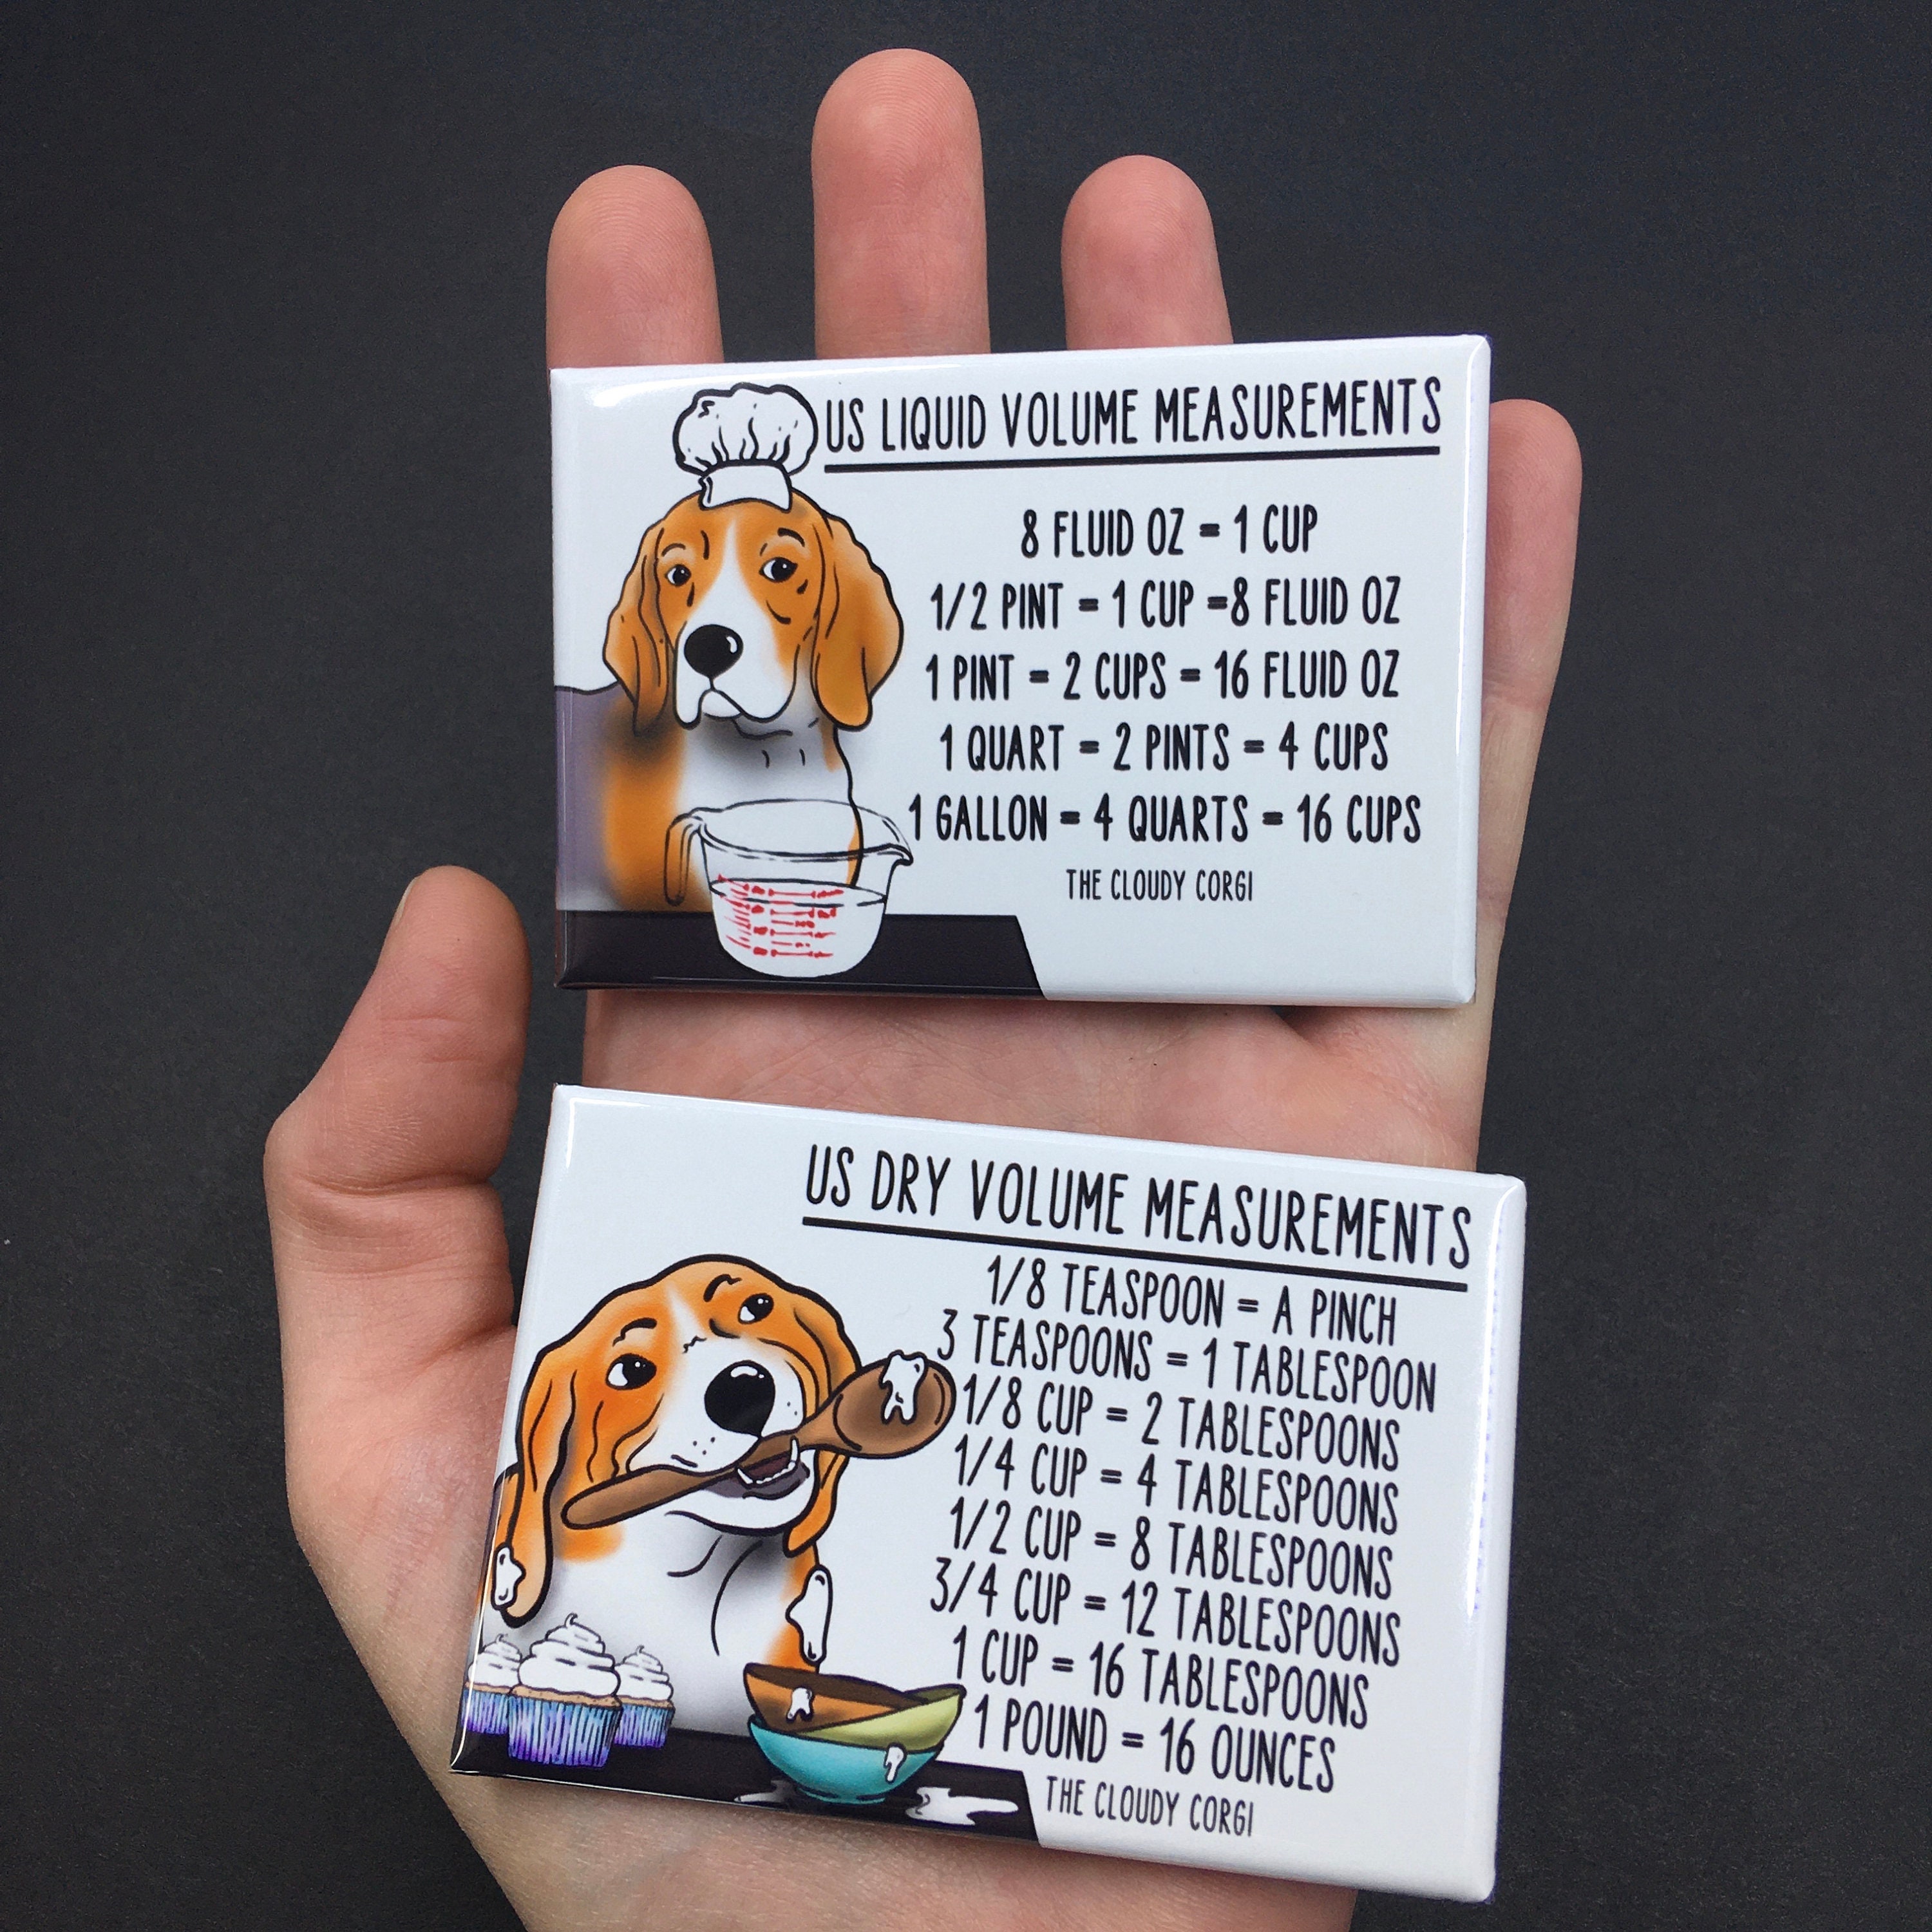 US LIQUID VOLUME MEASUREMENTS
8 FLUID OZ = 1 CUP
1/2 PINT = 1 CUP =8 FLUID OZ
1 PINT = 2 CUPS = 16 FLUID OZ
1 QUART = 2 PINTS = 4 CUPS
1 GALLON = 4 QUARTS = 16 CUPS
THE CLOUDY CORGI
US DRY VOLUME MEASUREMENTS
1/8 TEASPOON = A PINCH
3 TEASPOONS = 1 TABLESPOON
1/8 CUP = 2 TABLESPOONS
1/4 CUP = 4 TABLESPOONS
1/2 CUP = 8 TABLESPOONS
3/4 CUP = 12 TABLESPOONS
1 CUP = 16 TABLESPOONS
1 POUND = 16 OUNCES
THE CLOUDY CORGI